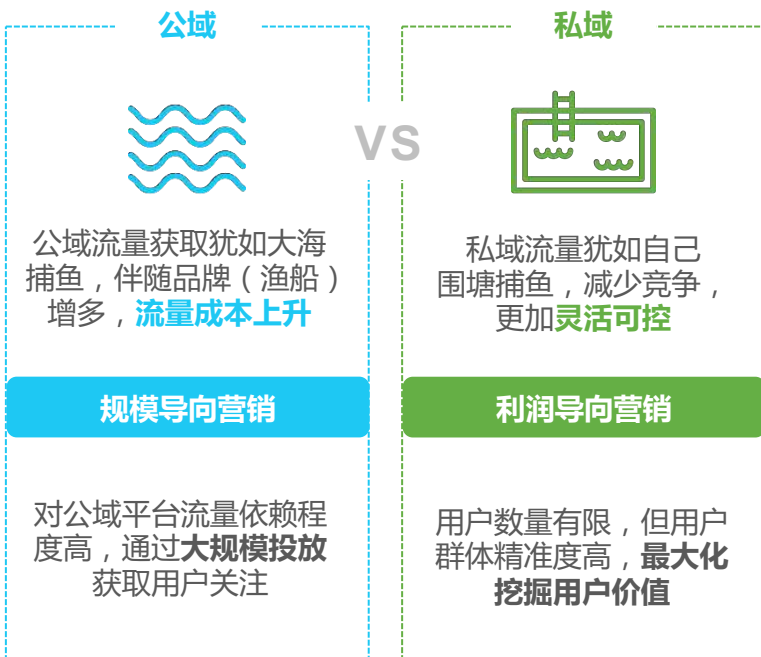 公域
公域流量获取犹如大海
捕鱼，伴随品牌（渔船）
增多，流量成本上升
规模导向营销
对公域平台流量依赖程
度高，通过大规模投放
获取用户关注
VS
私域
私域流量犹如自己
围塘捕鱼，减少竞争，
更加灵活可控
利润导向营销
用户数量有限，但用户
群体精准度高，最大化
挖掘用户价值